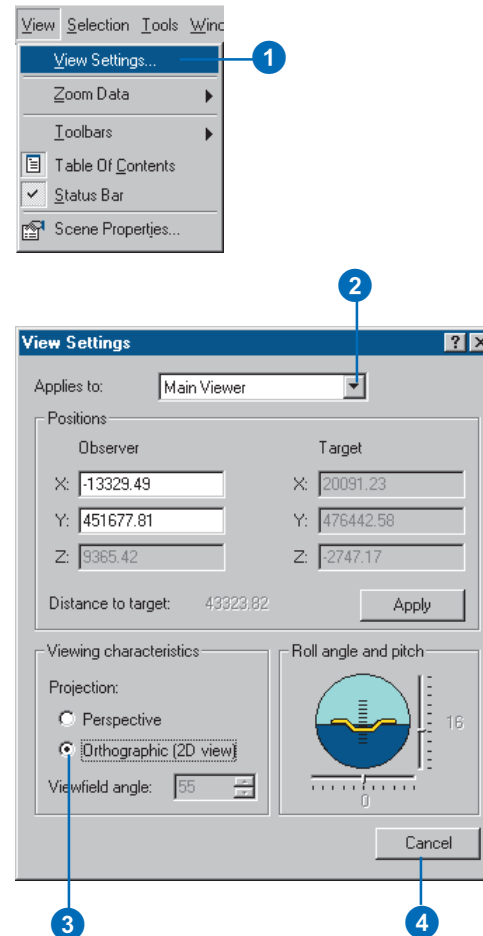 View Selection Tools Winc
View Settings...
1
Zoom Data
Toolbars
Table Of Contents
Status Bar
Scene Properties...
2
View Settings
Applies to: Main Viewer
Positions
Observer Target
X: -13329.49 X: 20091.23
Y: 451677.81 Y: 476442.58
Z: 9365.42 Z: -2747.17
Distance to target: 43323.82 Apply
Viewing characteristics Roll angle and pitch
Projection:
Perspective
16
Orthographic (2D view)
Viewfield angle: 55
0
Cancel
3 4